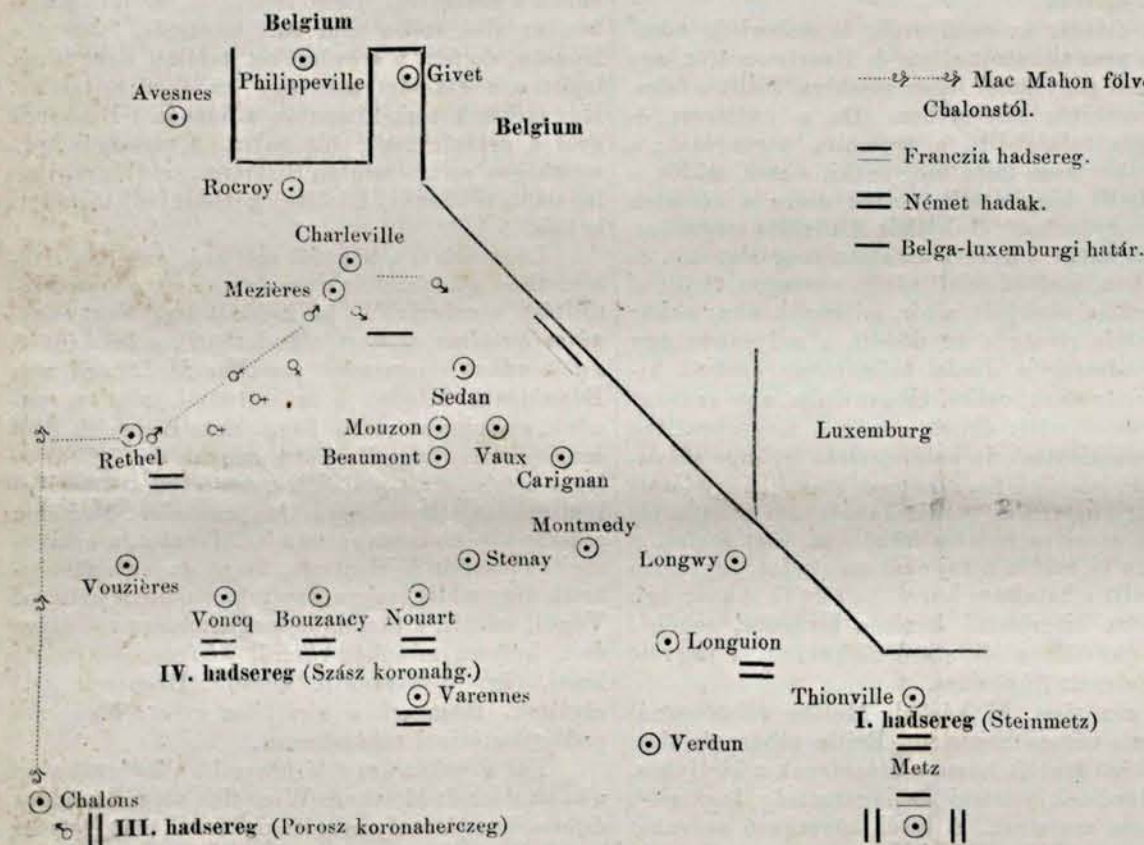 Belgium
Philippeville
Givet
Avesnes
Belgium
Mac Mahon
Chalonstól.
Franczia hadsereg.
Német hadak.
Belga-luxemburgi határ.
Rocroy
Charleville
Mezières
Sedan
Mouzon
Beaumont
Vaux
Carignan
Luxemburg
Rethel
Montmedy
Stenay
Longwy
Vouzières
Voncq
Bouzancy
Nouart
Longuion
IV. hadsereg (Szász koronahg.)
Varennes
Thionville
I. hadsereg (Steinmetz)
Verdun
Metz
Chalons
III. hadsereg (Porosz koronaherczeg)